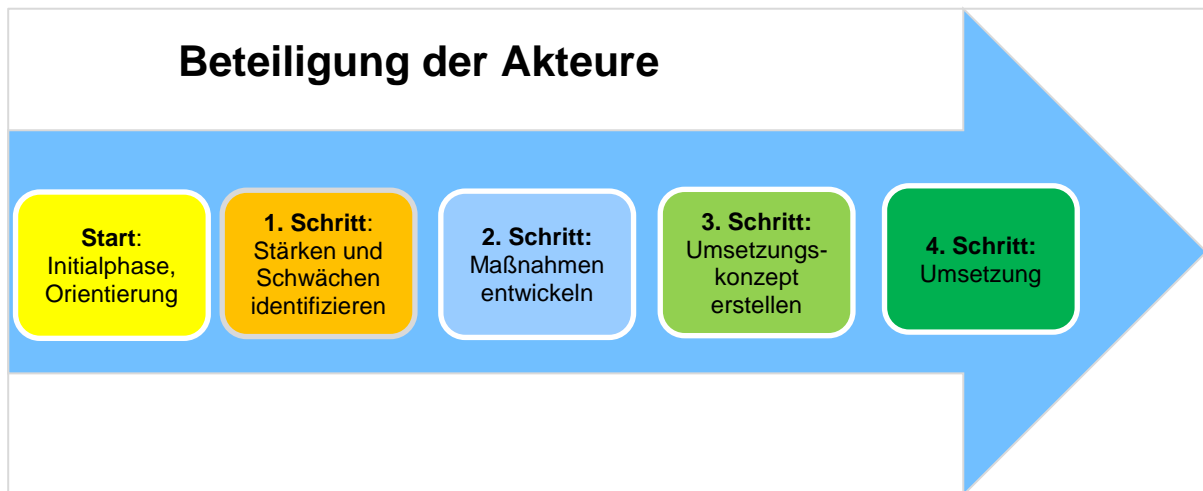 Beteiligung der Akteure
Start:
Initialphase,
Orientierung
1. Schritt:
Stärken und
Schwächen
identifizieren
2. Schritt:
Maßnahmen
entwickeln
3. Schritt:
Umsetzungs-
konzept
erstellen
4. Schritt:
Umsetzung